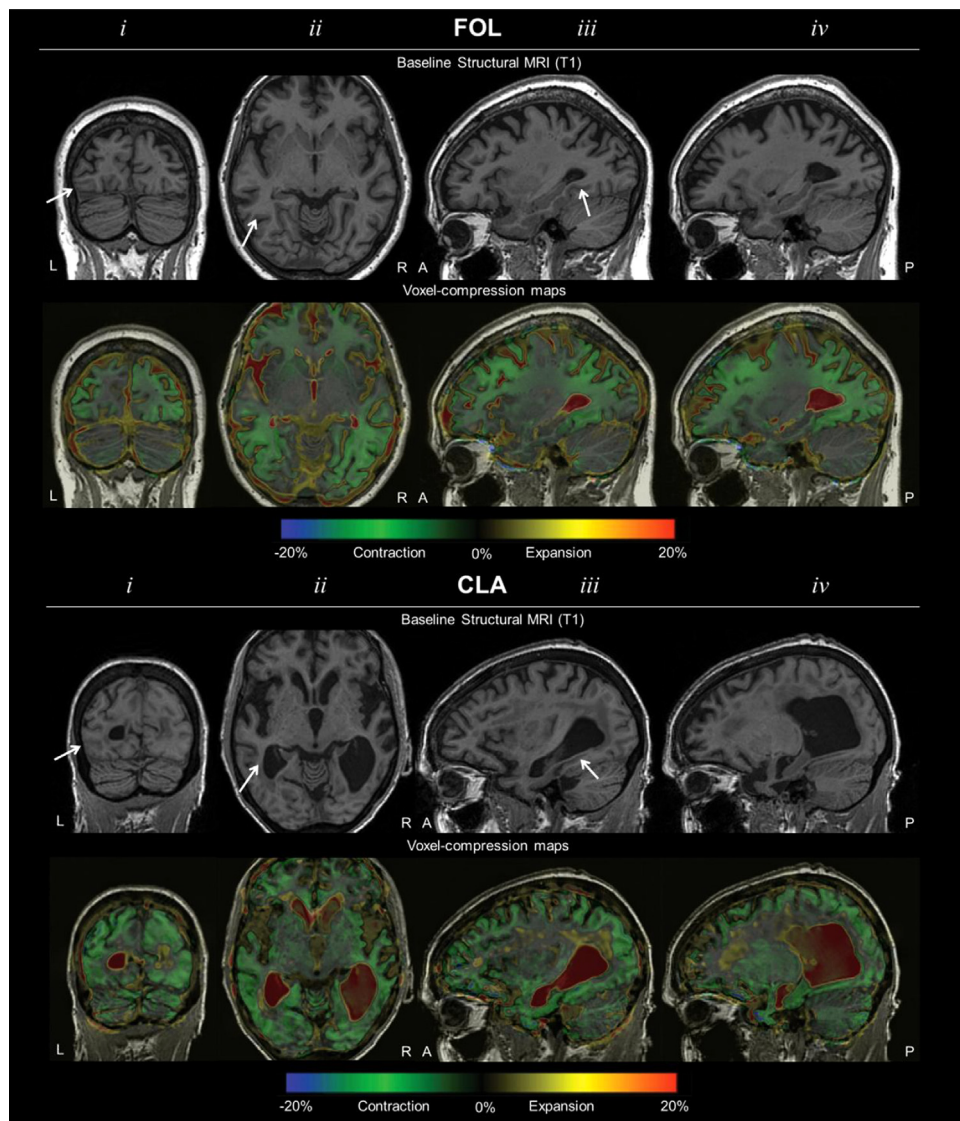 i ii FOL iii iv
Baseline Structural MRI (T1)
L R A P
Voxel-compression maps
L R A P
-20% Contraction 0% Expansion 20%
i ii CLA iii iv
Baseline Structural MRI (T1)
L R A P
Voxel-compression maps
L R A P
-20% Contraction 0% Expansion 20%